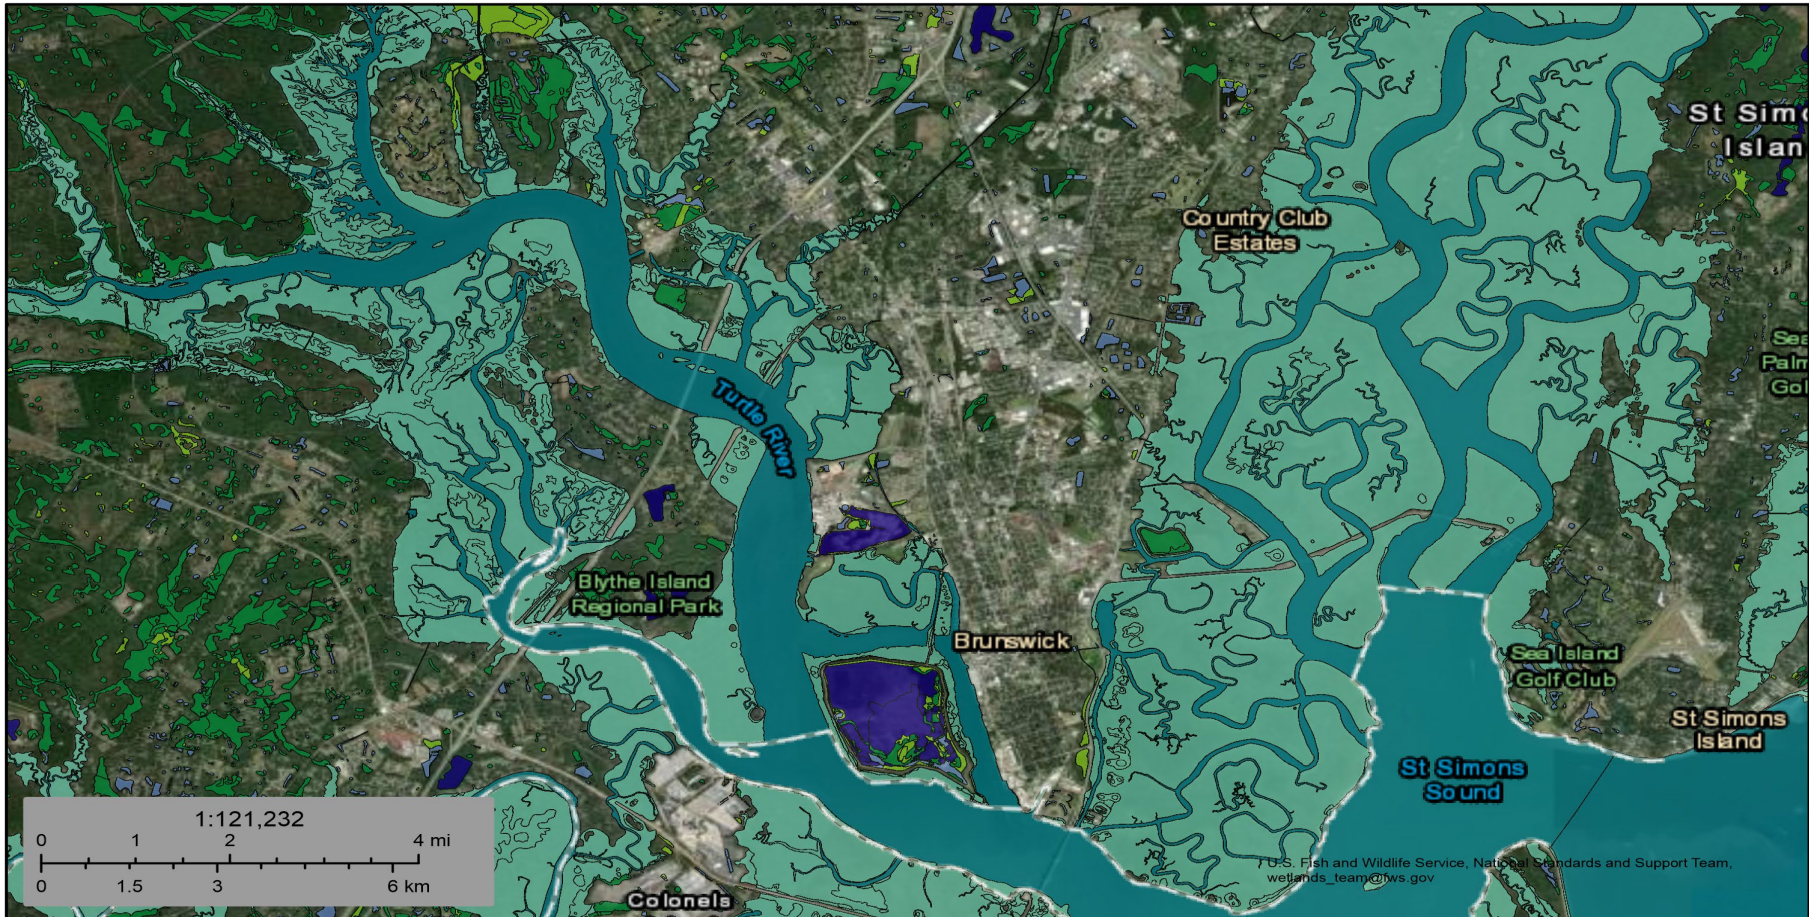 St Simo
Islan
Country Club
Estates
Sea
Palm
Gol
Turtle River
Blythe Island
Regional Park
Brunswick
Sea Island
Golf Club
St Simons
Island
St Simons
Sound
1:121,232
0 1 2 4 mi
0 1.5 3 6 km
U.S. Fish and Wildlife Service, National Standards and Support Team,
wetlands_team@fws.gov
Colonels